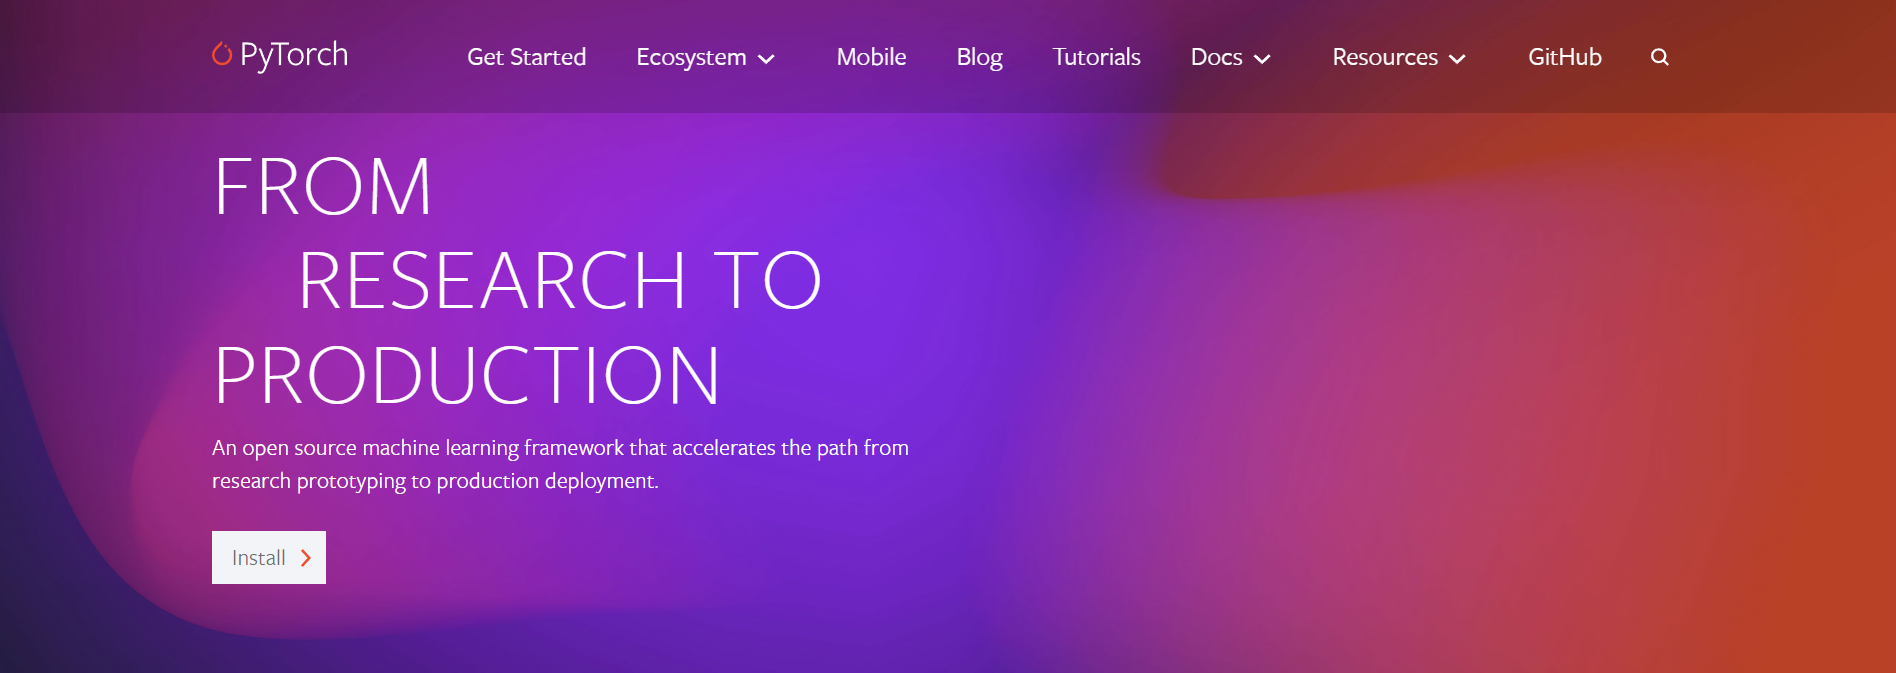 PyTorch
Get Started Ecosystem Mobile Blog Tutorials Docs Resources GitHub
FROM
RESEARCH TO
PRODUCTION
An open source machine learning framework that accelerates the path from
research prototyping to production deployment.
Install